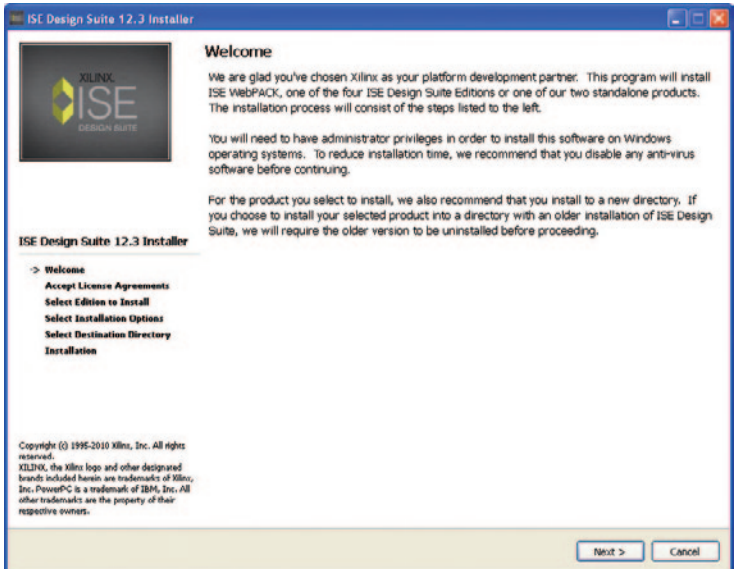 ISE Design Suite 12.3 Installer
XILINX
ISE
DESIGN SUITE
ISE Design Suite 12.3 Installer
-> Welcome
Accept License Agreements
Select Edition to Install
Select Installation Options
Select Destination Directory
Installation
Copyright (c) 1995-2010 Xilinx, Inc. All rights
reserved.
XILINX, the Xilinx logo and other designated
brands included herein are trademarks of Xilinx,
Inc. PowerPC is a trademark of IBM, Inc. All
other trademarks are the property of their
respective owners.
Welcome
We are glad you've chosen Xilinx as your platform development partner. This program will install
ISE WebPACK, one of the four ISE Design Suite Editions or one of our two standalone products.
The installation process will consist of the steps listed to the left.
You will need to have administrator privileges in order to install this software on Windows
operating systems. To reduce installation time, we recommend that you disable any anti-virus
software before continuing.
For the product you select to install, we also recommend that you install to a new directory. If
you choose to install your selected product into a directory with an older installation of ISE Design
Suite, we will require the older version to be uninstalled before proceeding.
Next >
Cancel